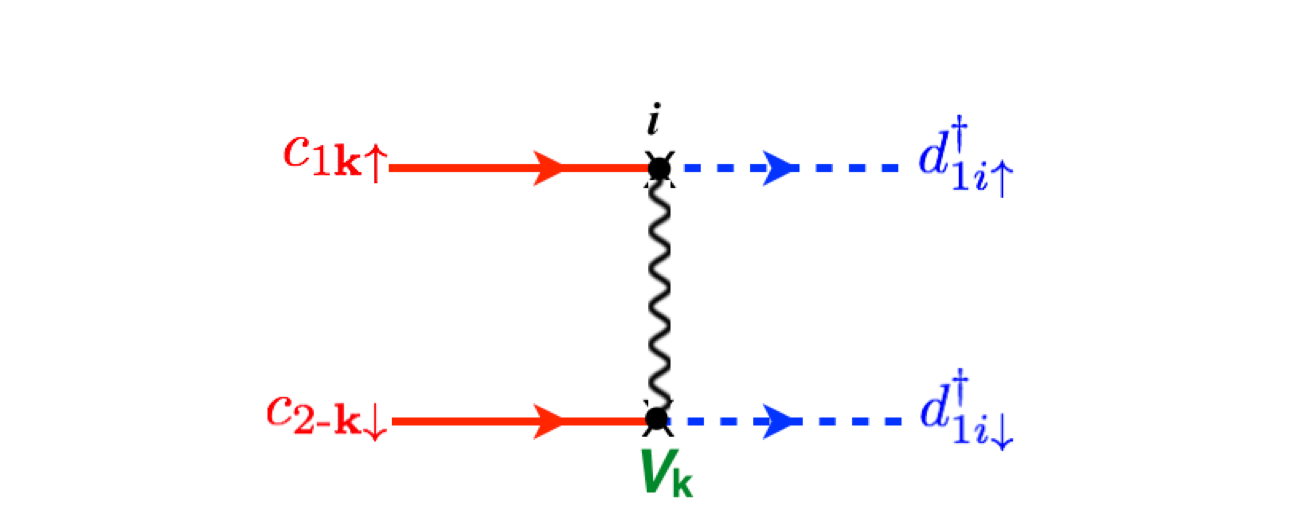 i
c₁𝐤↑ d†₁i↑
c₂₋𝐤↓ d†₁i↓
V𝐤